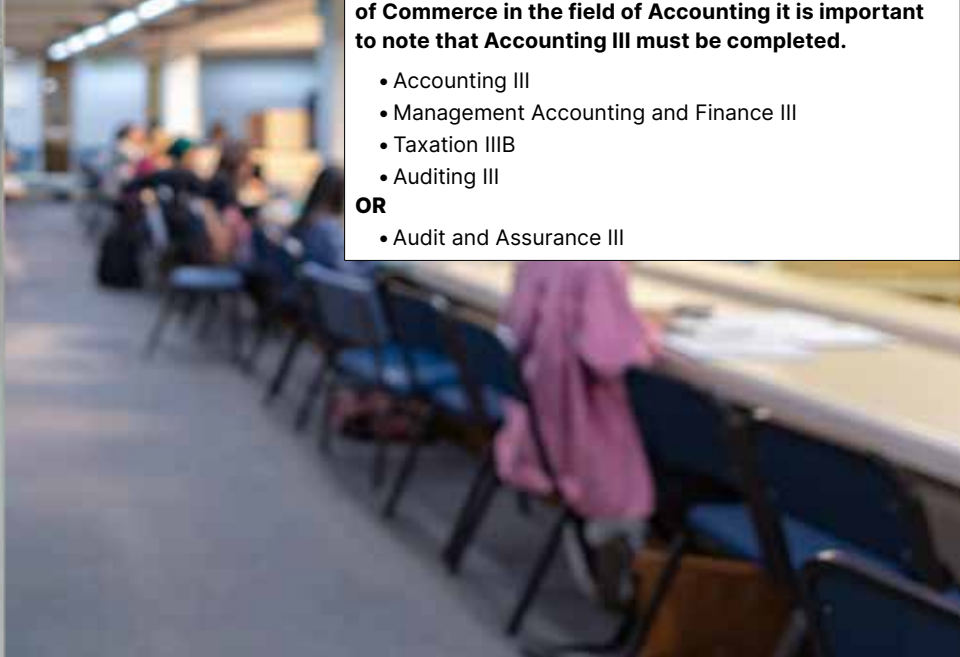 of Commerce in the field of Accounting it is important
to note that Accounting III must be completed.
• Accounting III
• Management Accounting and Finance III
• Taxation IIIB
• Auditing III
OR
• Audit and Assurance III